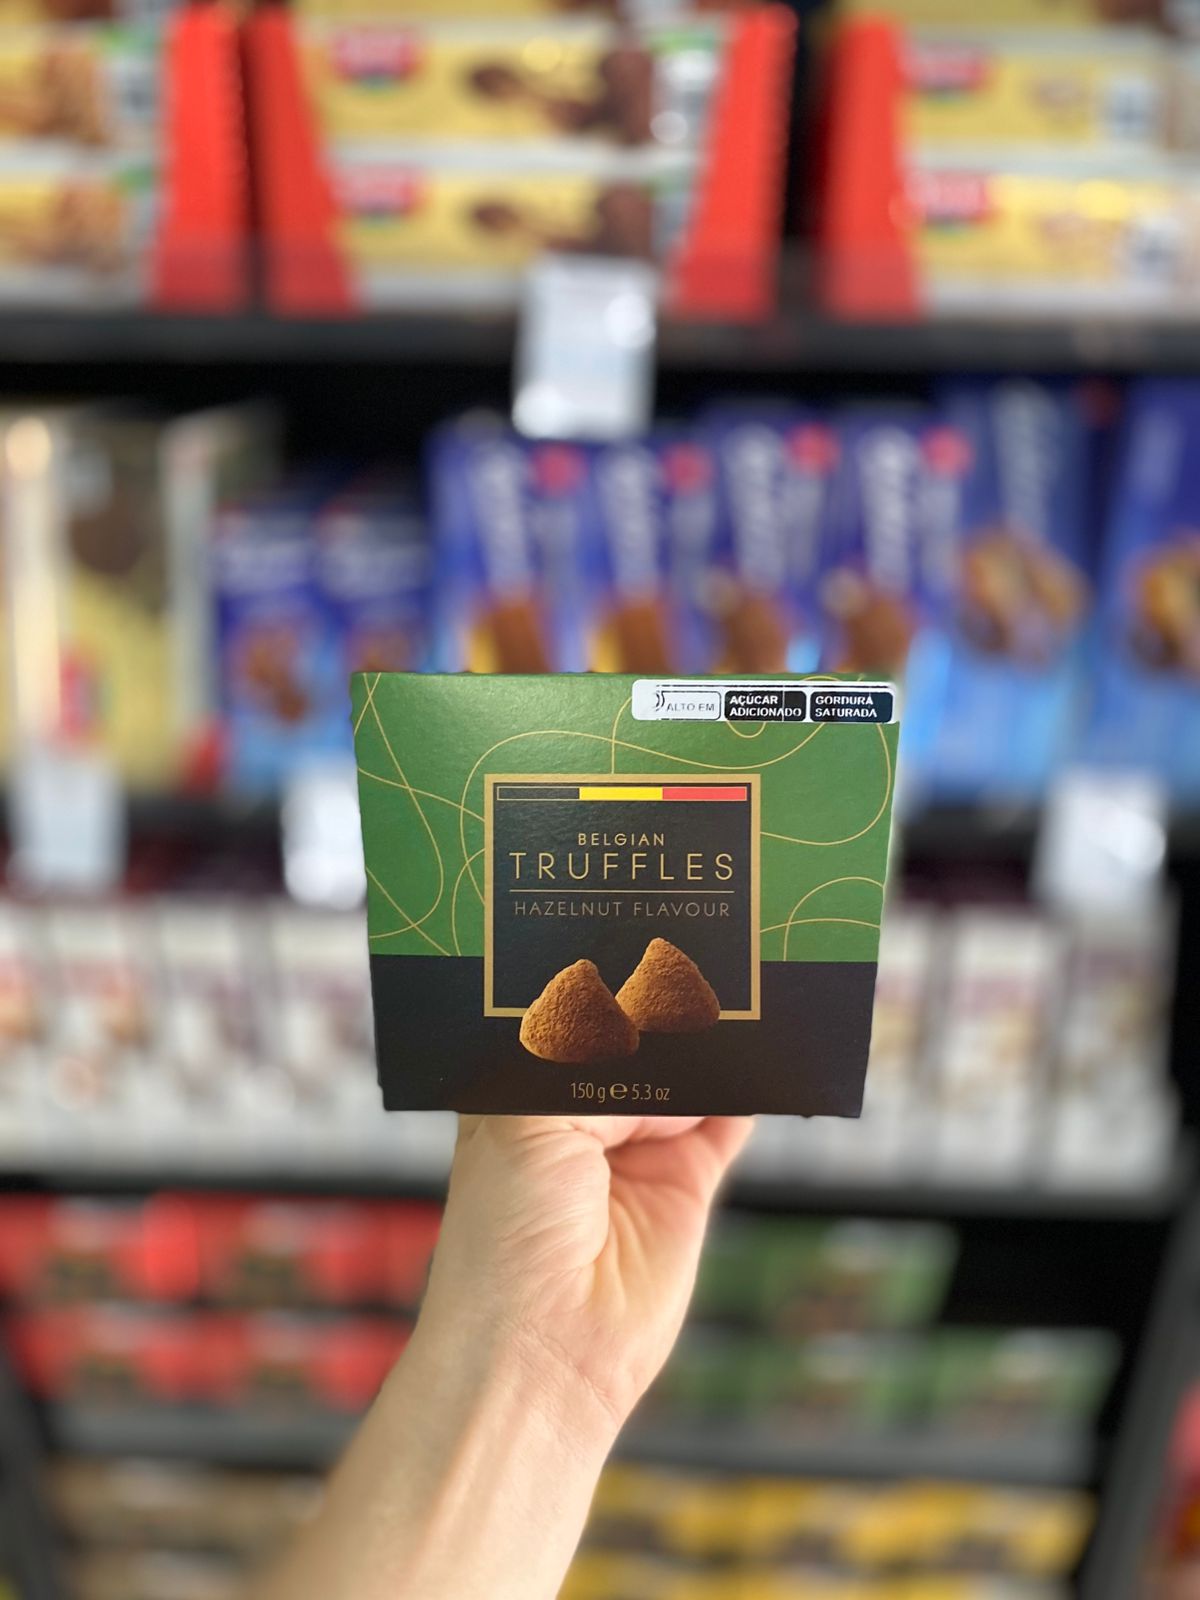 ALTO EM
AÇÚCAR
ADICIONADO
GORDURA
SATURADA
BELGIAN
TRUFFLES
HAZELNUT FLAVOUR
150 g ℮ 5.3 oz